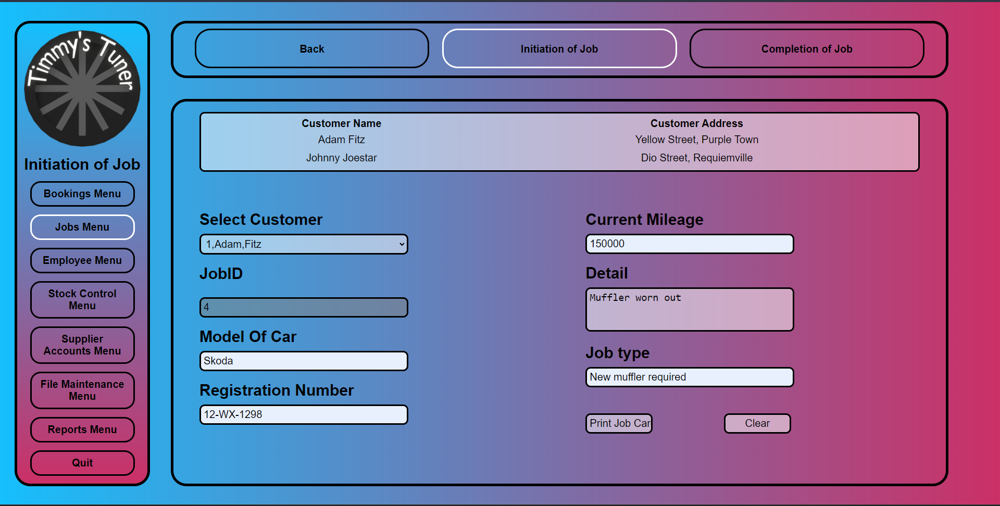 Timmy's Tuner
Initiation of Job
Bookings Menu
Jobs Menu
Employee Menu
Stock Control
Menu
Supplier
Accounts Menu
File Maintenance
Menu
Reports Menu
Quit
Back
Initiation of Job
Completion of Job
Customer Name
Customer Address
Adam Fitz
Yellow Street, Purple Town
Johnny Joestar
Dio Street, Requiemville
Select Customer
1,Adam,Fitz
JobID
4
Model Of Car
Skoda
Registration Number
12-WX-1298
Current Mileage
150000
Detail
Muffler worn out
Job type
New muffler required
Print Job Car
Clear